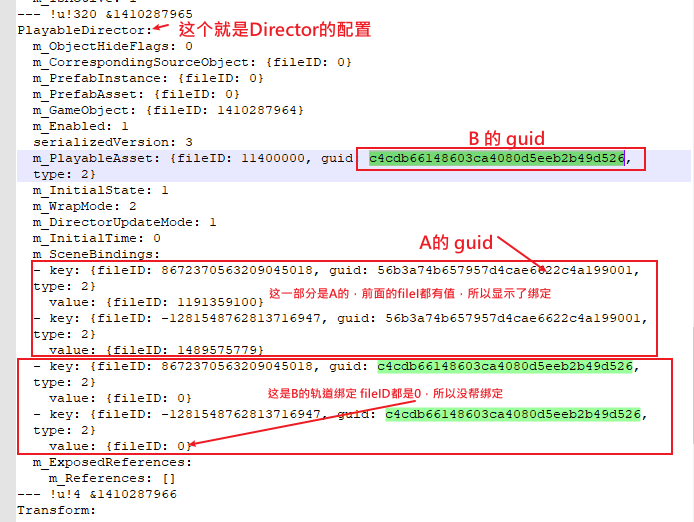 m_IsActive: 1
--- !u!320 &1410287965
PlayableDirector:
这个就是Director的配置
m_ObjectHideFlags: 0
m_CorrespondingSourceObject: {fileID: 0}
m_PrefabInstance: {fileID: 0}
m_PrefabAsset: {fileID: 0}
m_GameObject: {fileID: 1410287964}
m_Enabled: 1
serializedVersion: 3
B 的 guid
m_PlayableAsset: {fileID: 11400000, guid: c4cdb66148603ca4080d5eeb2b49d526,
type: 2}
m_InitialState: 1
m_WrapMode: 2
m_DirectorUpdateMode: 1
m_InitialTime: 0
m_SceneBindings:
A的 guid
- key: {fileID: 8672370563209045018, guid: 56b3a74b657957d4cae6622c4a199001,
type: 2}
value: {fileID: 1191359100}
这一部分是A的，前面的fileI都有值，所以显示了绑定
- key: {fileID: -1281548762813716947, guid: 56b3a74b657957d4cae6622c4a199001,
type: 2}
value: {fileID: 1489575779}
- key: {fileID: 8672370563209045018, guid: c4cdb66148603ca4080d5eeb2b49d526,
type: 2}
value: {fileID: 0}
这是B的轨道绑定 fileID都是0，所以没帮绑定
- key: {fileID: -1281548762813716947, guid: c4cdb66148603ca4080d5eeb2b49d526,
type: 2}
value: {fileID: 0}
m_ExposedReferences:
m_References: []
--- !u!4 &1410287966
Transform: